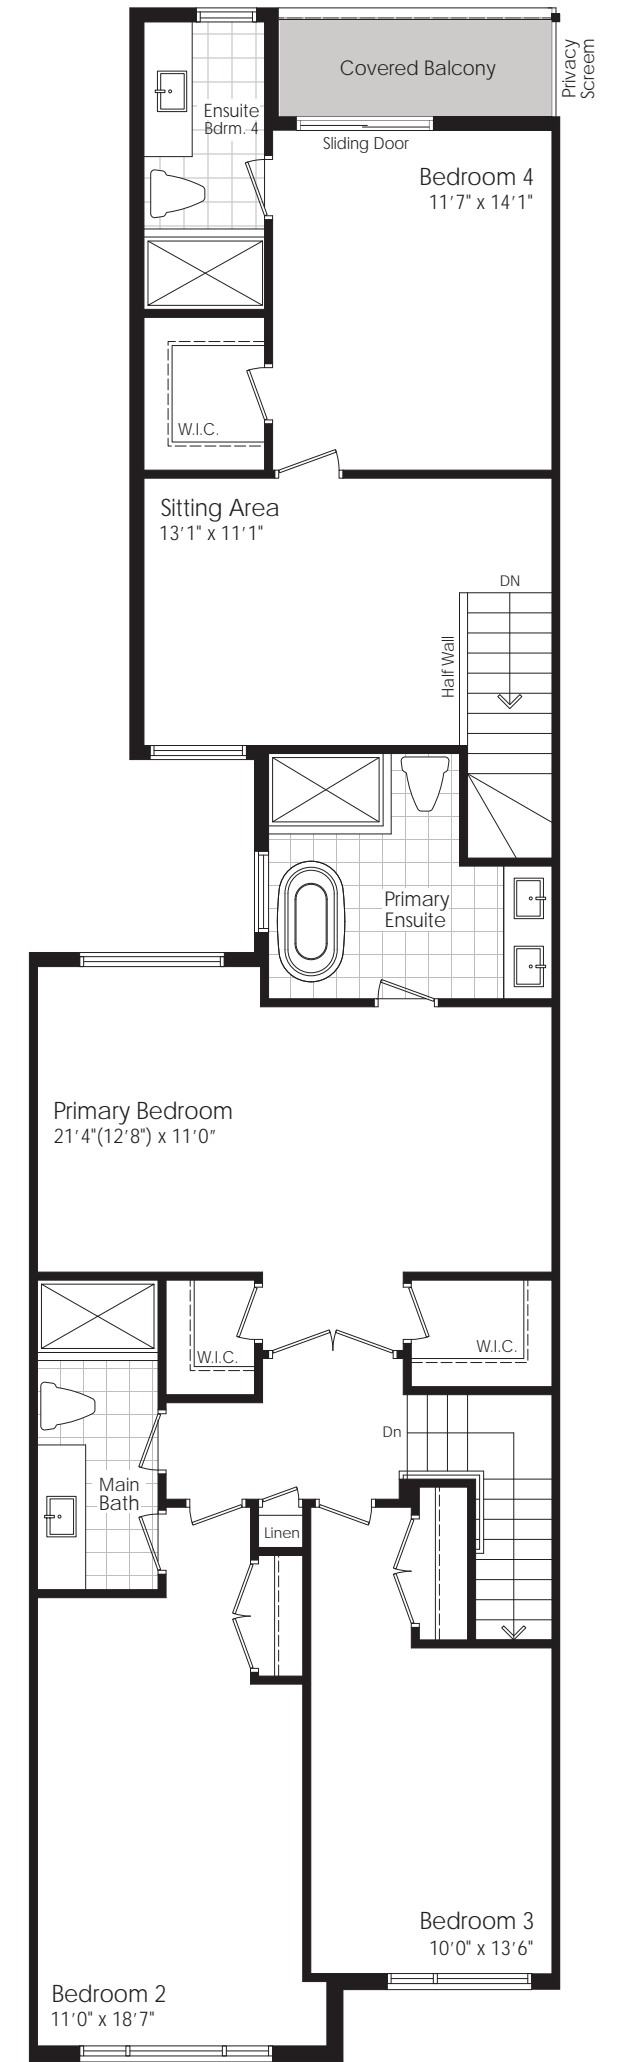 Covered Balcony
Privacy
Screem
Ensuite
Bdrm. 4
Sliding Door
Bedroom 4
11'7" x 14'1"
W.I.C.
Sitting Area
13'1" x 11'1"
DN
Half Wall
Primary
Ensuite
Primary Bedroom
21'4"(12'8") x 11'0”
W.I.C.
W.I.C.
Dn
Main
Bath
Linen
Bedroom 3
10'0" x 13'6"
Bedroom 2
11'0" x 18'7"